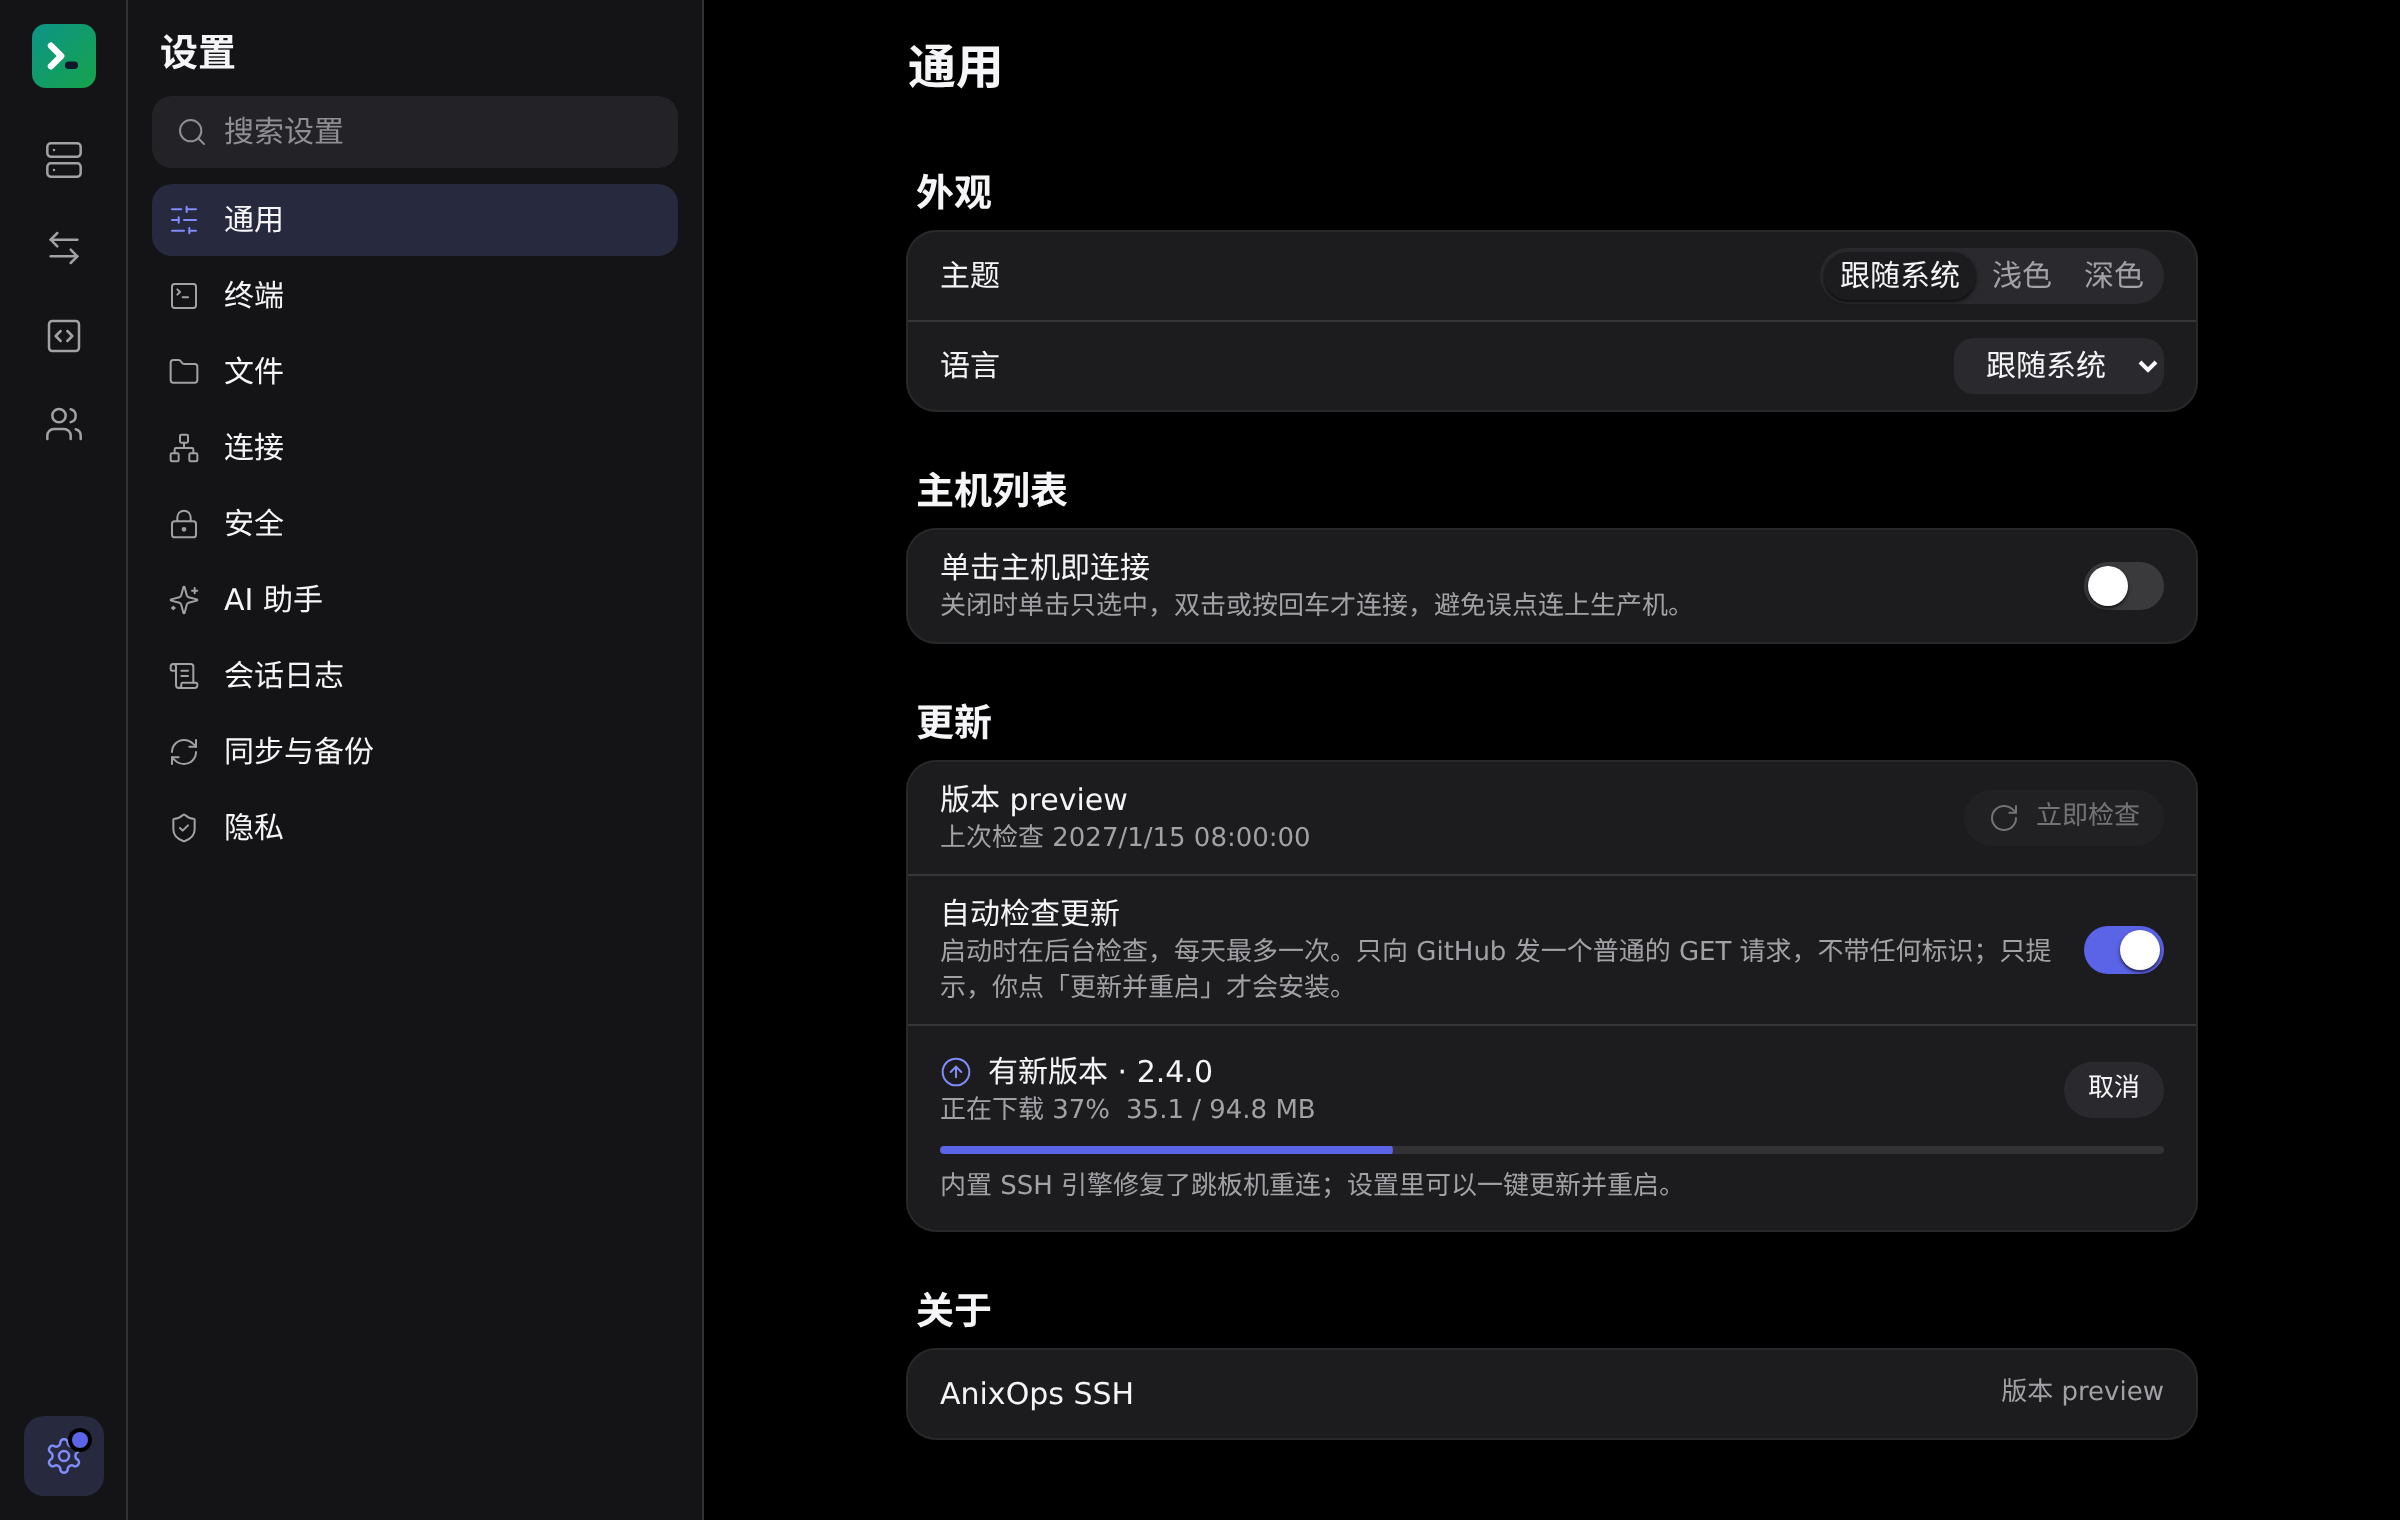 设置
搜索设置
通用
终端
文件
连接
安全
AI 助手
会话日志
同步与备份
隐私
通用
外观
主题
跟随系统 浅色 深色
语言
跟随系统
主机列表
单击主机即连接
关闭时单击只选中，双击或按回车才连接，避免误点连上生产机。
更新
版本 preview
上次检查 2027/1/15 08:00:00
立即检查
自动检查更新
启动时在后台检查，每天最多一次。只向 GitHub 发一个普通的 GET 请求，不带任何标识；只提
示，你点「更新并重启」才会安装。
有新版本 · 2.4.0
正在下载 37% 35.1 / 94.8 MB
取消
内置 SSH 引擎修复了跳板机重连；设置里可以一键更新并重启。
关于
AnixOps SSH
版本 preview